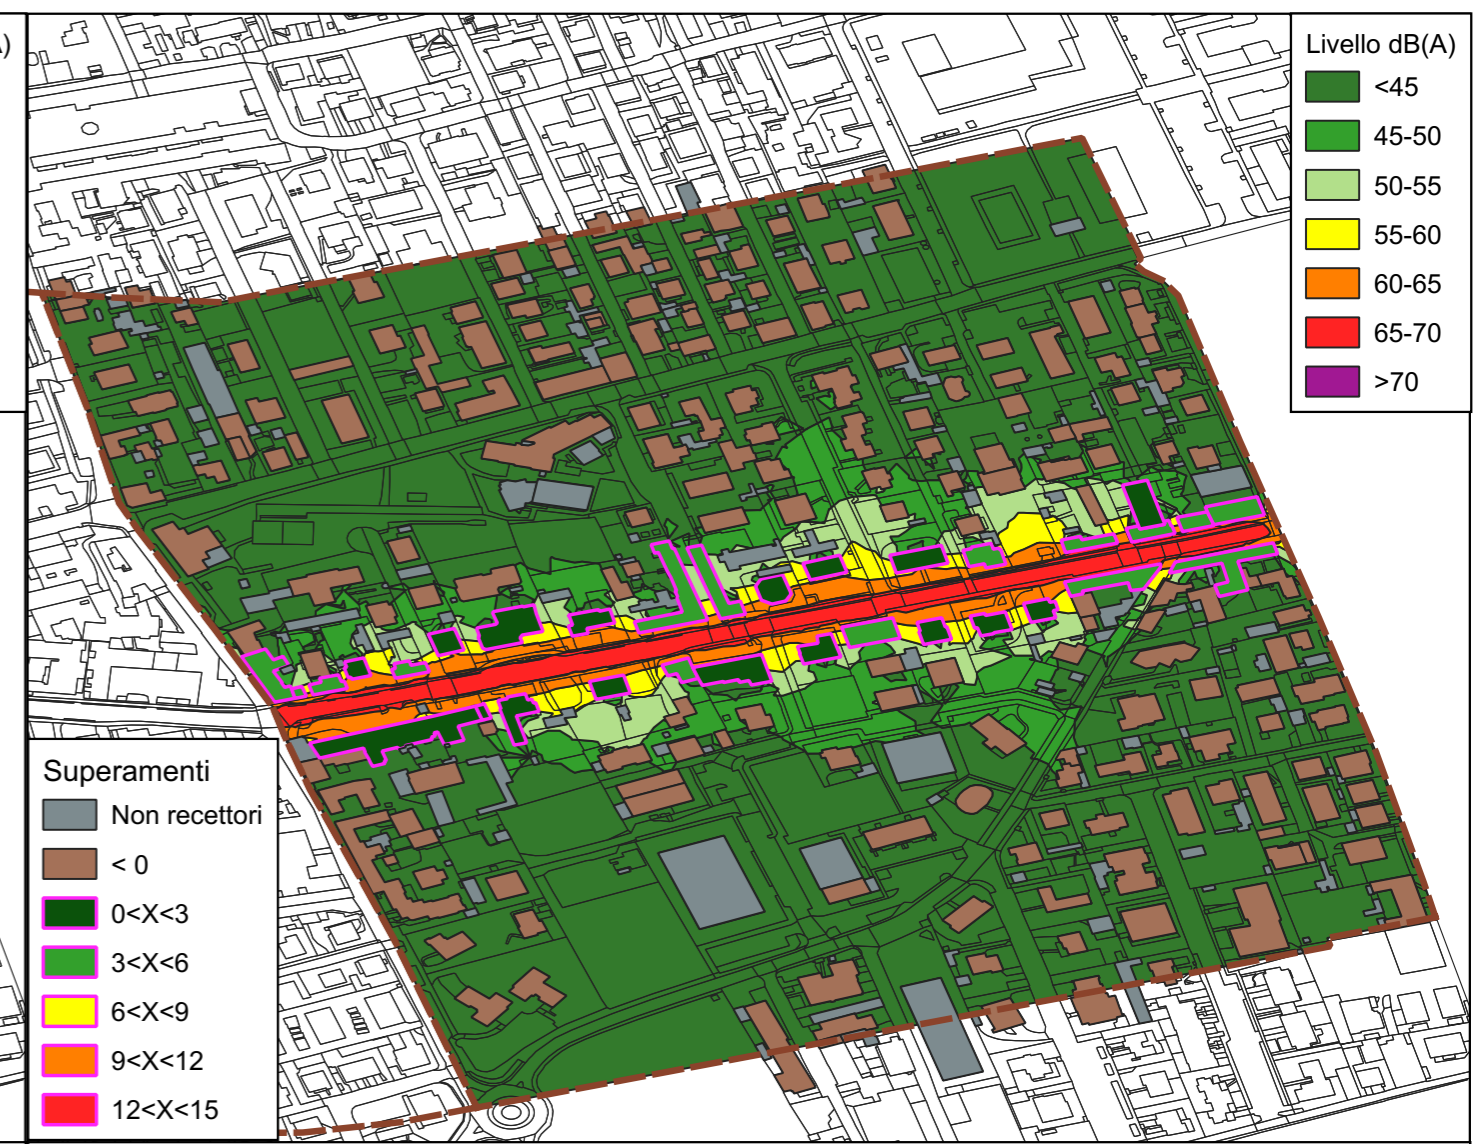 A)
Livello dB(A)
<45
45-50
50-55
55-60
60-65
65-70
>70
Superamenti
Non recettori
< 0
0<X<3
3<X<6
6<X<9
9<X<12
12<X<15